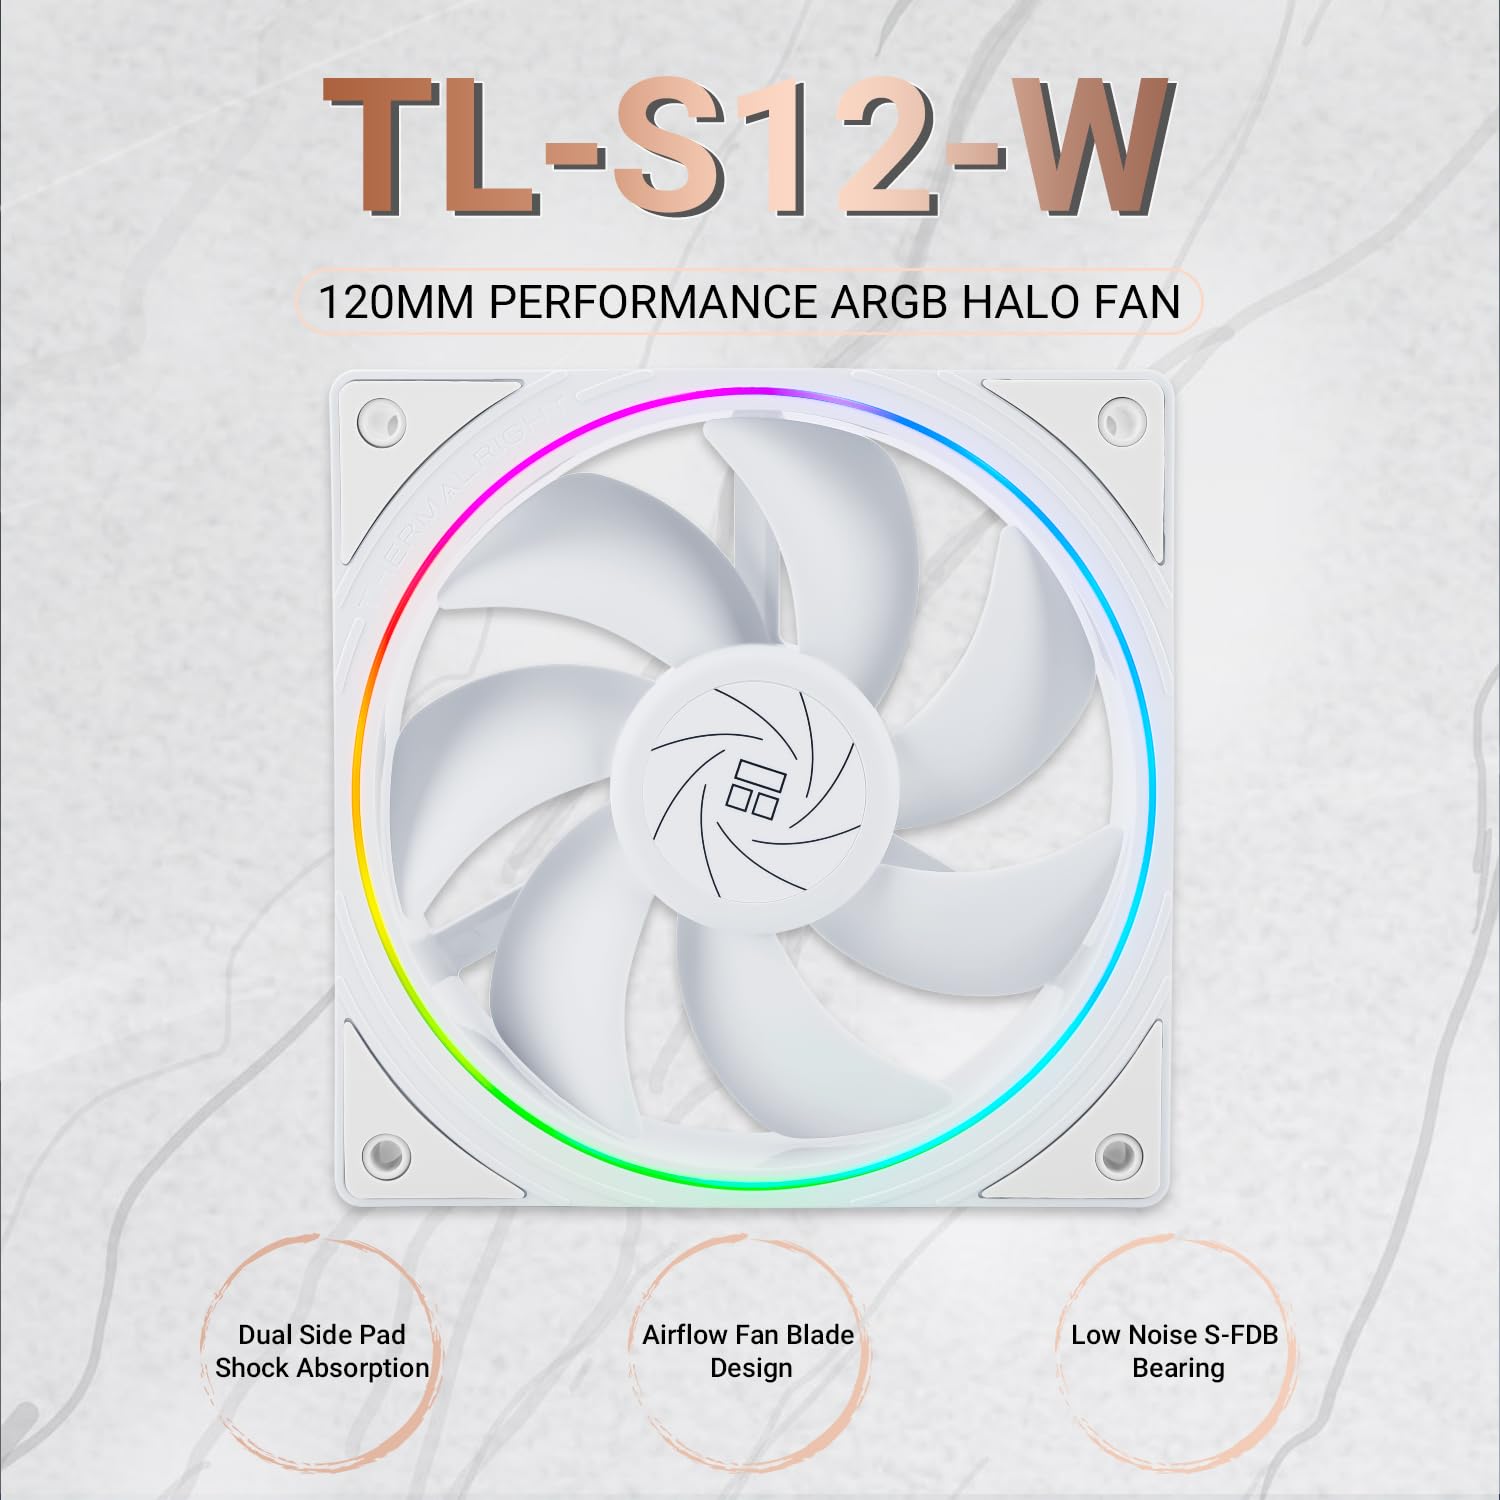 TL-S12-W
120MM PERFORMANCE ARGB HALO FAN
Dual Side Pad
Shock Absorption
Airflow Fan Blade
Design
Low Noise S-FDB
Bearing